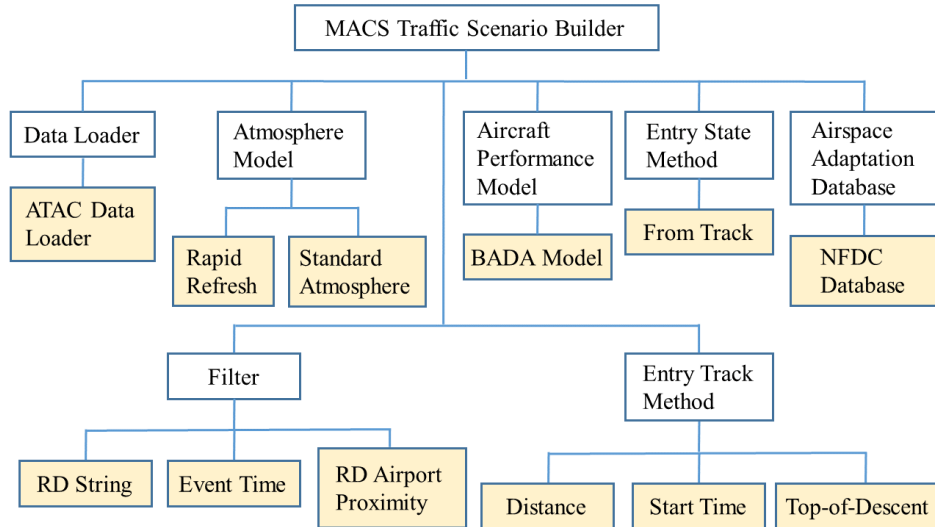 MACS Traffic Scenario Builder
Data Loader
Atmosphere
Model
Aircraft
Performance
Model
Entry State
Method
Airspace
Adaptation
Database
ATAC Data
Loader
Rapid
Refresh
Standard
Atmosphere
BADA Model
From Track
NFDC
Database
Filter
Entry Track
Method
RD String
Event Time
RD Airport
Proximity
Distance
Start Time
Top-of-Descent